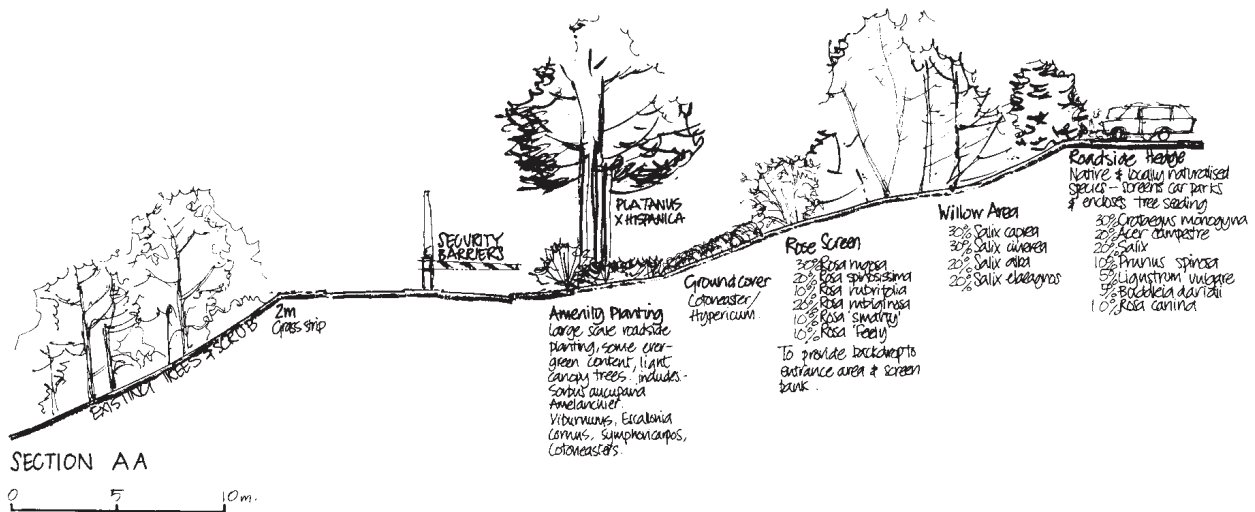 EXISTING TREES & SCRUB
2m
Grass strip
SECURITY
BARRIERS
PLATANUS
X HISPANICA
Amenity Planting
large scale roadside
planting, some ever-
green content, light
canopy trees. includes:-
Sorbus aucuparia
Amelanchier.
Viburnums, Escallonia
Cornus, Symphoricarpos,
Cotoneasters.
Ground cover
Cotoneaster/
Hypericum.
Rose Screen
30% Rosa rugosa
20% Rosa spinosissima
10% Rosa rubrifolia
20% Rosa rubiginosa
10% Rosa 'Smarty'
10% Rosa 'Feely'
To provide backdrop to
entrance area & screen
bank.
Willow Area
30% Salix caprea
30% Salix cinerea
20% Salix alba
20% Salix elaeagnos
Roadside Hedge
Native & locally naturalised
species - screens car parks
& encloses tree seeding
30% Crataegus monogyna
20% Acer campestre
20% Salix
10% Prunus spinosa
5% Ligustrum vulgare
5% Buddleia davidii
10% Rosa canina
SECTION AA
0 5 10m.